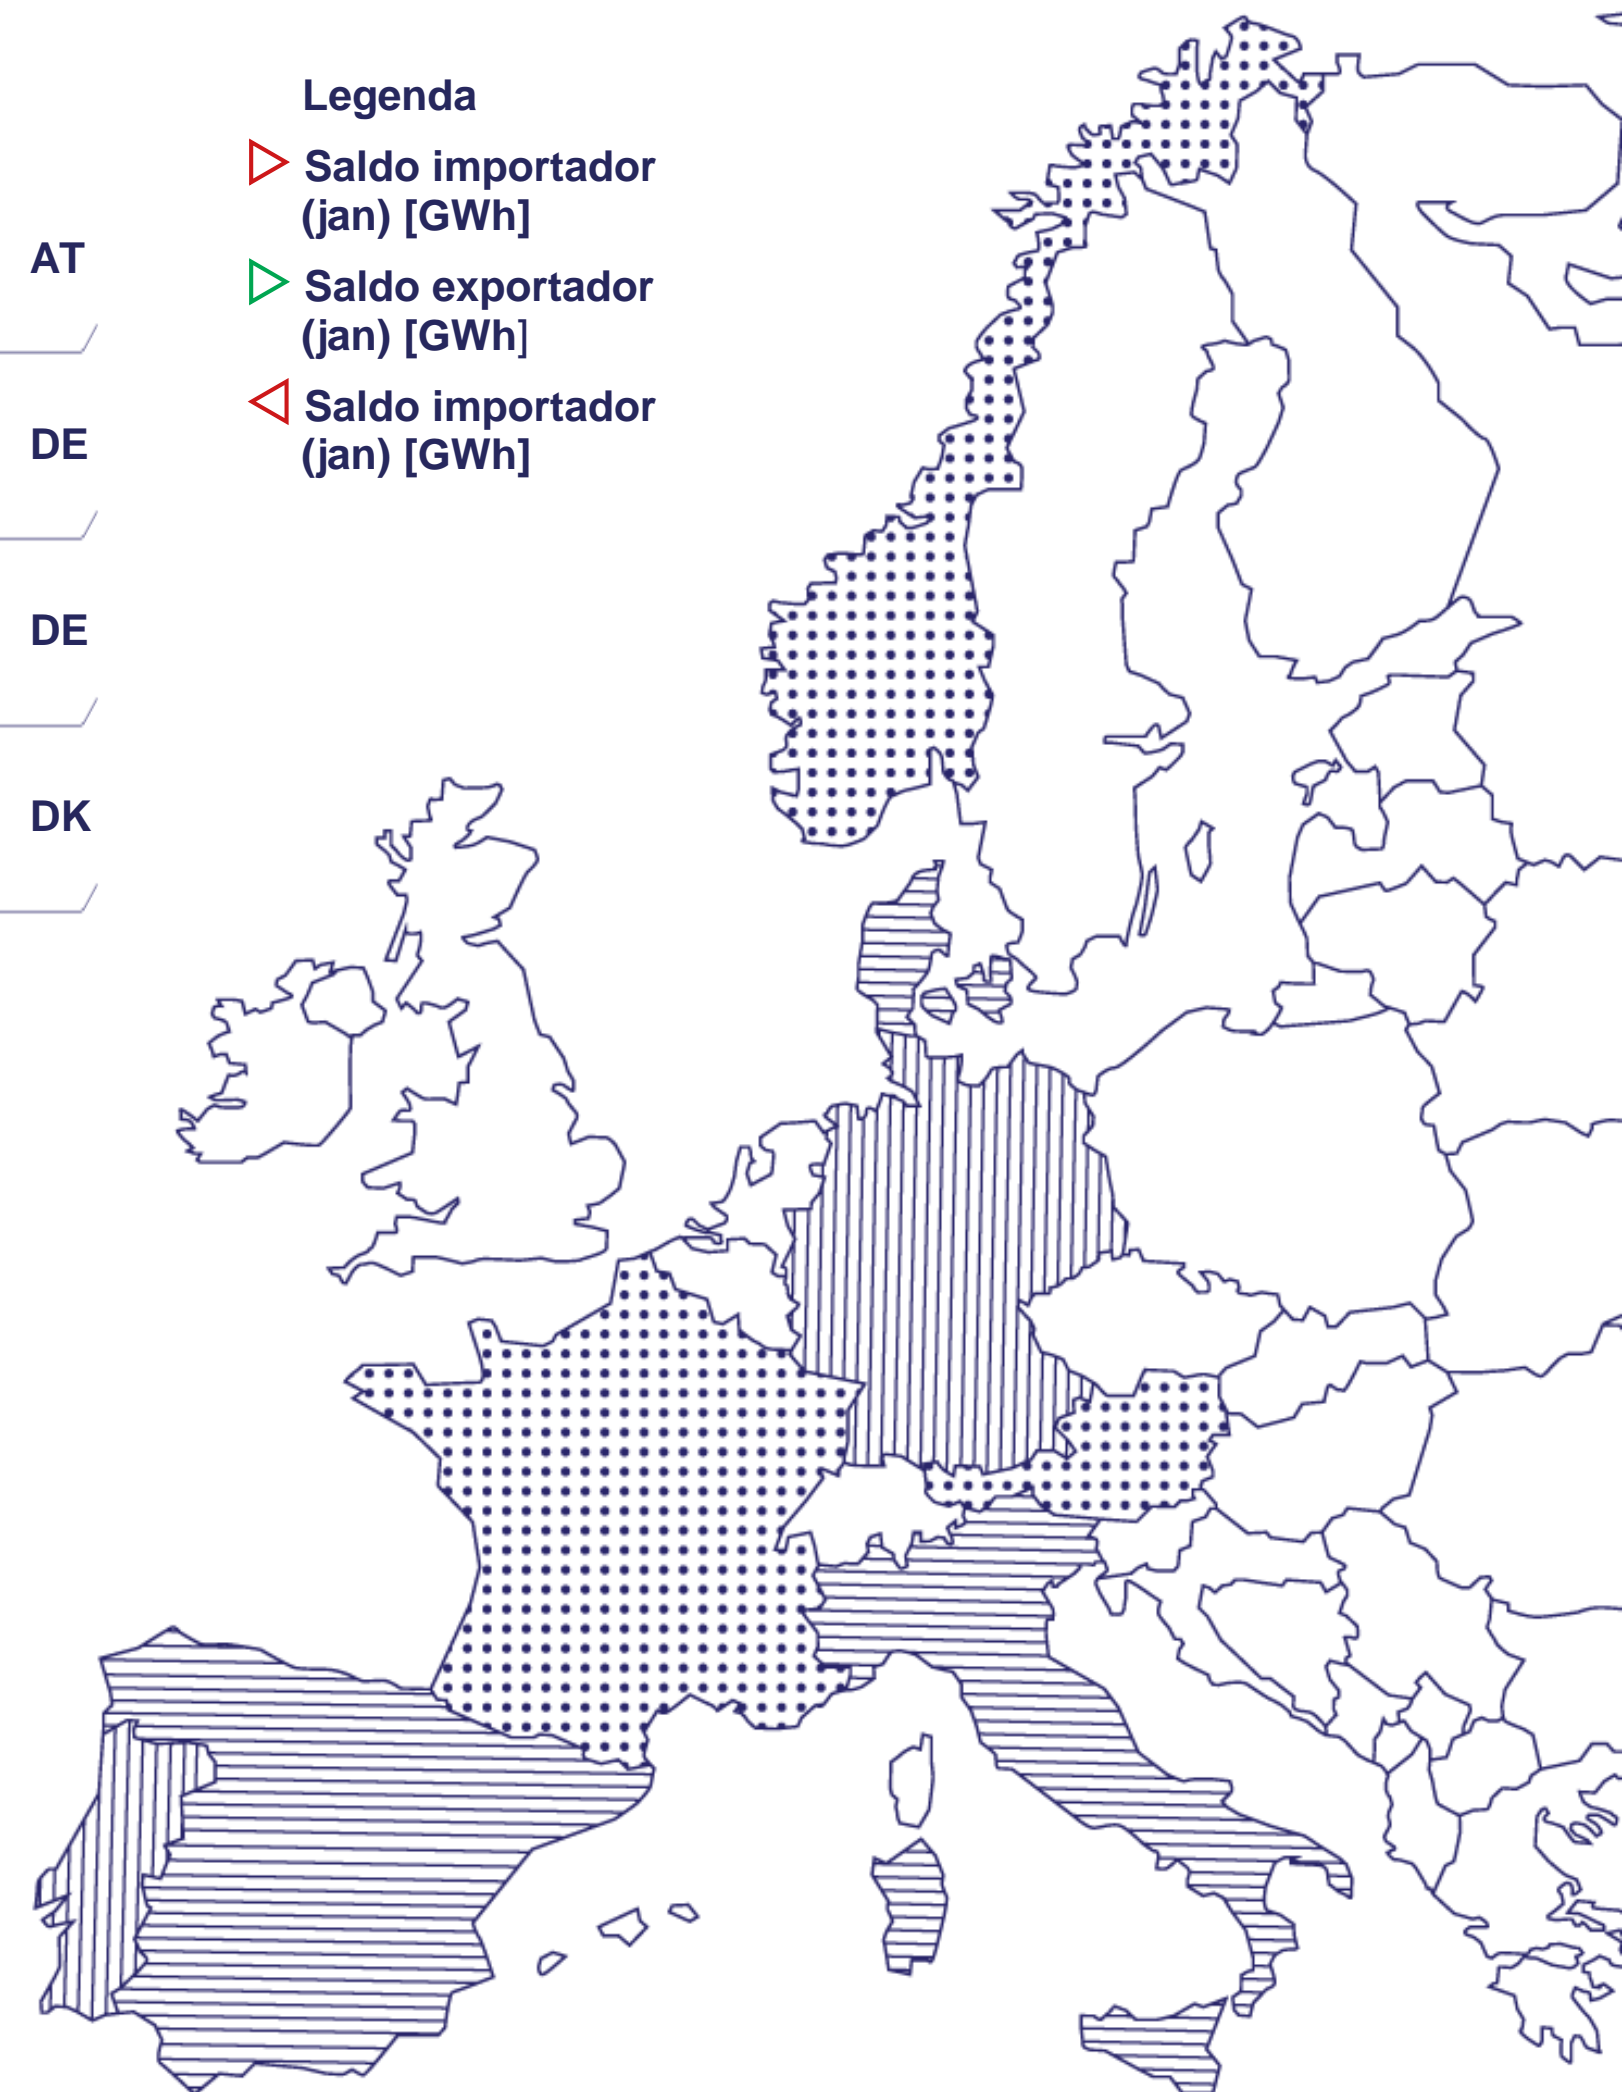 Legenda
Saldo importador
(jan) [GWh]
Saldo exportador
(jan) [GWh]
Saldo importador
(jan) [GWh]
AT
DE
DE
DK